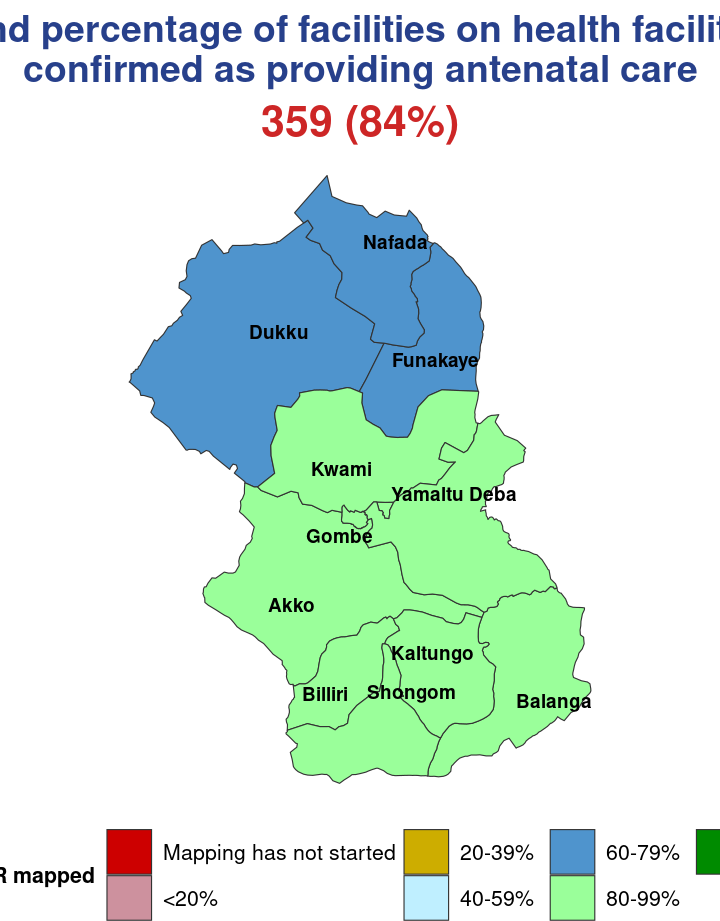 nd percentage of facilities on health facilit
confirmed as providing antenatal care
359 (84%)
Nafada
Dukku
Funakaye
Kwami
Yamaltu Deba
Gombe
Akko
Kaltungo
Billiri
Shongom
Balanga
R mapped
Mapping has not started
<20%
20-39%
40-59%
60-79%
80-99%